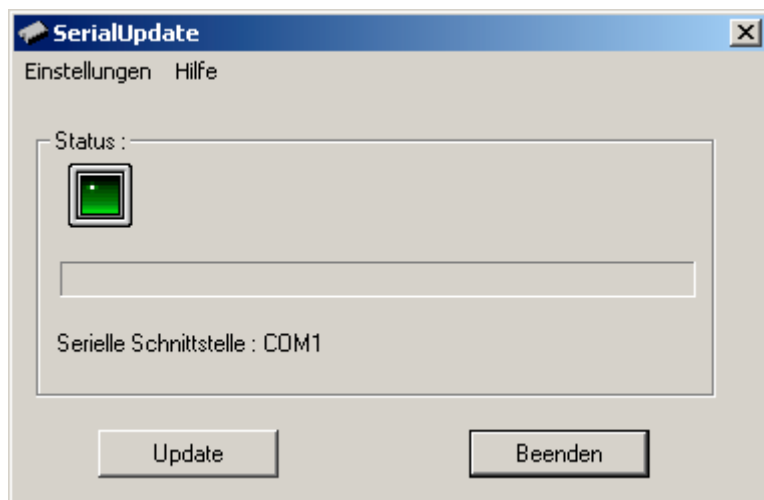 SerialUpdate
Einstellungen Hilfe
Status :
Serielle Schnittstelle : COM1
Update Beenden